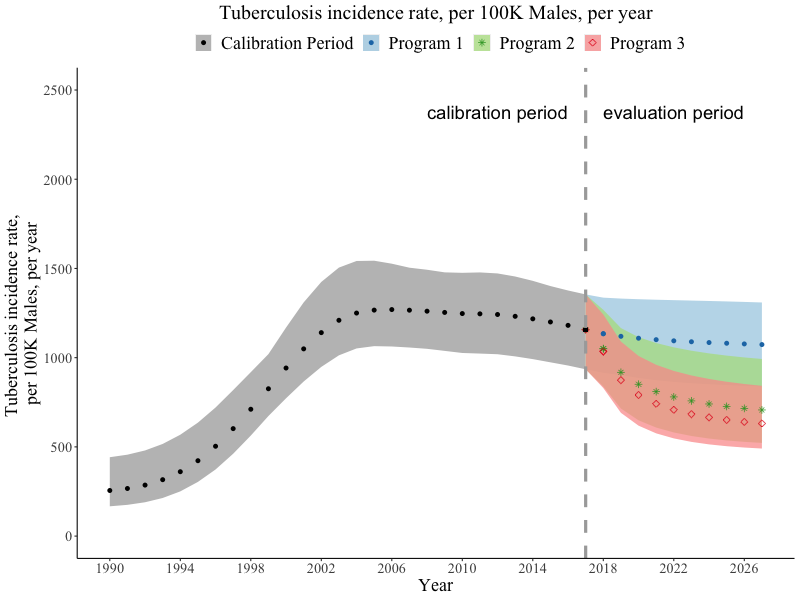 Tuberculosis incidence rate, per 100K Males, per year
Calibration Period Program 1 Program 2 Program 3
calibration period evaluation period
Tuberculosis incidence rate,
per 100K Males, per year
2500
2000
1500
1000
500
0
1990 1994 1998 2002 2006 2010 2014 2018 2022 2026
Year